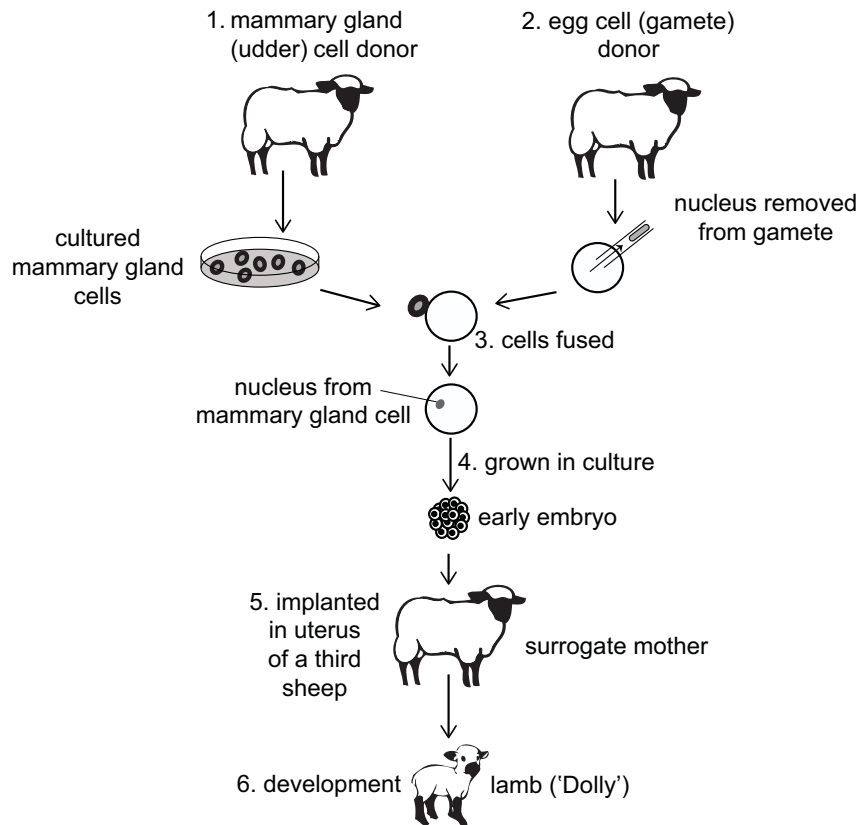 1. mammary gland
(udder) cell donor
2. egg cell (gamete)
donor
nucleus removed
from gamete
cultured
mammary gland
cells
3. cells fused
nucleus from
mammary gland cell
4. grown in culture
early embryo
5. implanted
in uterus
of a third
sheep
surrogate mother
6. development
lamb (‘Dolly’)